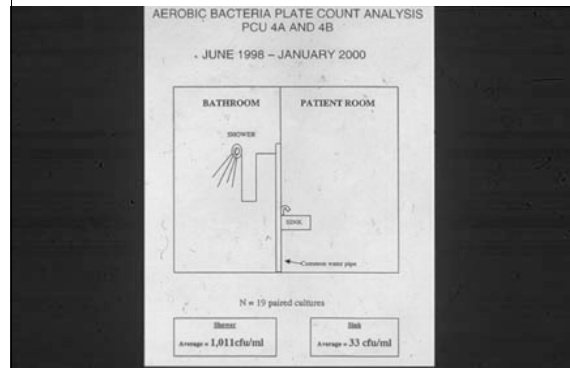 AEROBIC BACTERIA PLATE COUNT ANALYSIS
PCU 4A AND 4B
JUNE 1998 – JANUARY 2000
BATHROOM PATIENT ROOM
SHOWER
SINK
Common water pipe
N = 19 paired cultures
Shower Sink
Average = 1,011cfu/ml Average = 33 cfu/ml